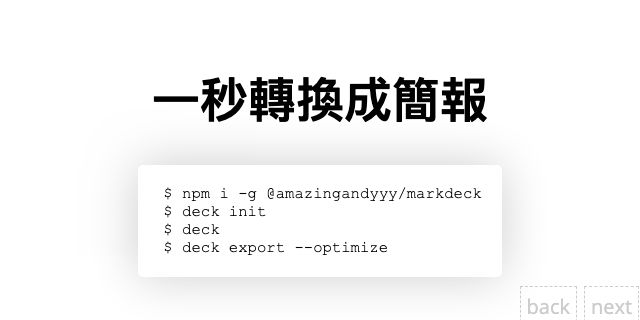 一秒轉換成簡報
$ npm i -g @amazingandyyy/markdeck
$ deck init
$ deck
$ deck export --optimize
back next